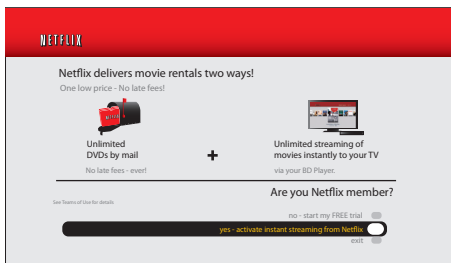 NETFLIX
Netflix delivers movie rentals two ways!
One low price - No late fees!
Unlimited
DVDs by mail
No late fees - ever!
+
Unlimited streaming of
movies instantly to your TV
via your BD Player.
Are you Netflix member?
See Teams of Use for details
no - start my FREE trial
yes - activate instant streaming from Netflix
exit